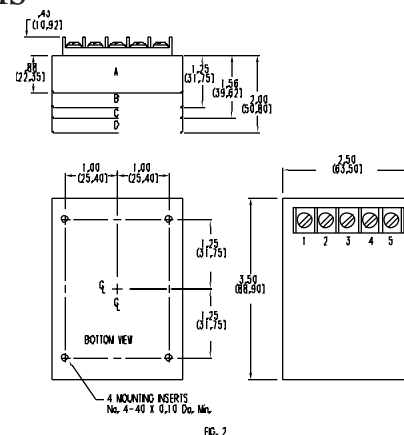 .43
(10,92)
.88
(22,35)
A
B
C
D
1.25
(31,75)
1.56
(39,62)
2.00
(50,80)
1.00
(25,40)
1.00
(25,40)
2.50
(63,50)
1 2 3 4 5
1.25
(31,75)
3.50
(88,90)
1.25
(31,75)
BOTTOM VIEW
4 MOUNTING INSERTS
No. 4-40 X 0.10 Dp. Min.
FIG. 2